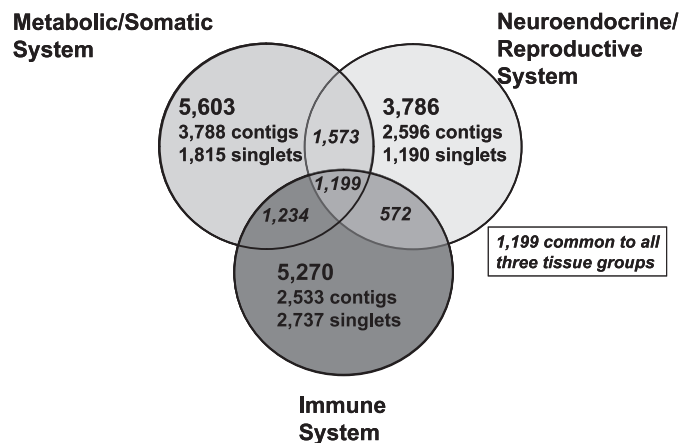 Metabolic/Somatic
System
Neuroendocrine/
Reproductive
System
5,603
3,788 contigs
1,815 singlets
1,573
3,786
2,596 contigs
1,190 singlets
1,199
1,234
572
1,199 common to all
three tissue groups
5,270
2,533 contigs
2,737 singlets
Immune
System